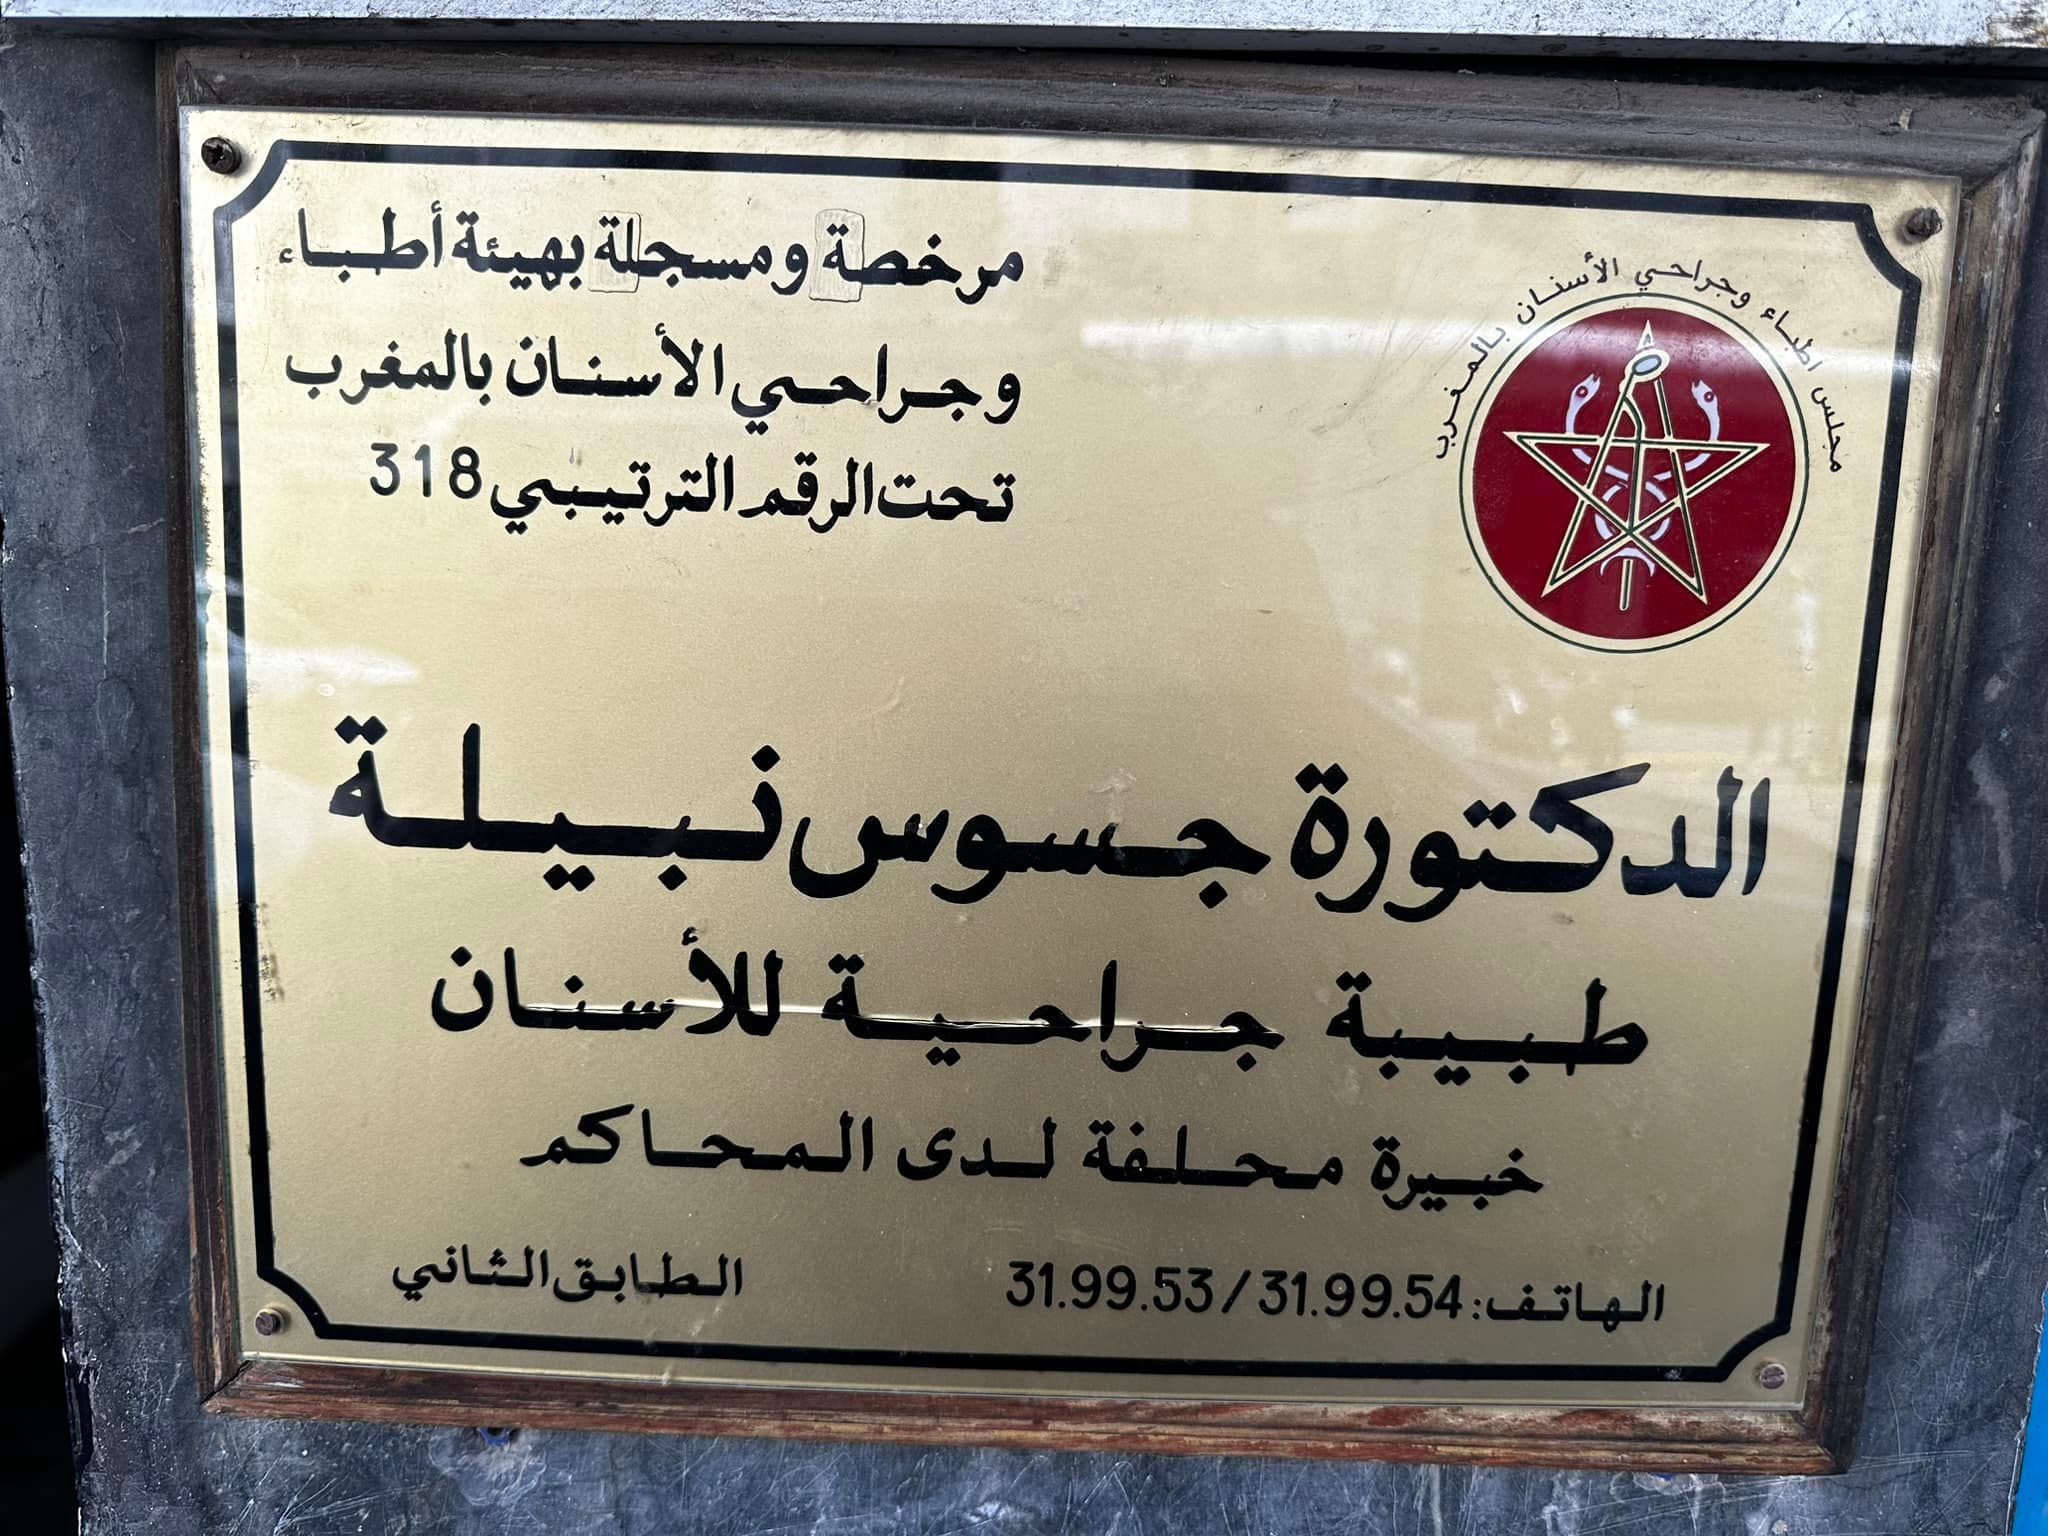 مجلس اطباء وجراحي الأسنان بالمغرب
مرخصة ومسجلة بهيئة أطباء
وجراحي الأسنان بالمغرب
تحت الرقم الترتيبي 318
الدكتورة جسوس نبيلة
طبيبة جراحية للأسنان
خبيرة محلفة لدى المحاكم
الهاتف: 31.99.53/31.99.54
الطابق الثاني